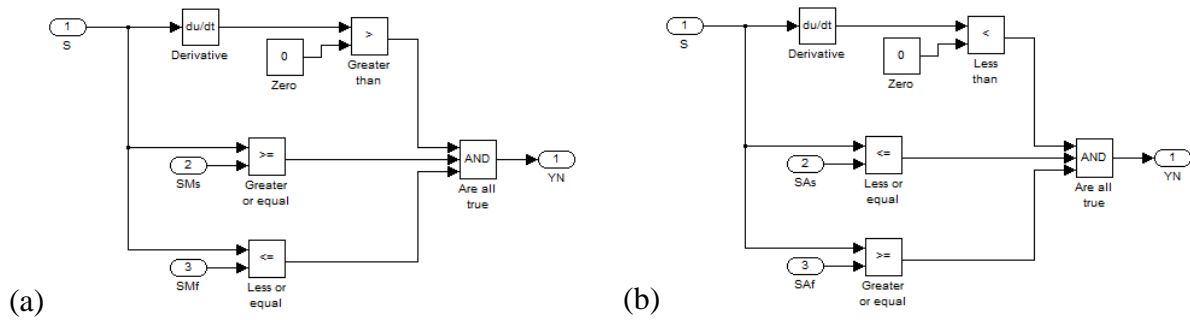 1
S
du/dt
Derivative
0
Zero
>
Greater
than
2
SMs
>=
Greater
or equal
AND
Are all
true
1
YN
3
SMf
<=
Less or
equal
(a)
1
S
du/dt
Derivative
0
Zero
<
Less
than
2
SAs
<=
Less or
equal
AND
Are all
true
1
YN
3
SAf
>=
Greater
or equal
(b)